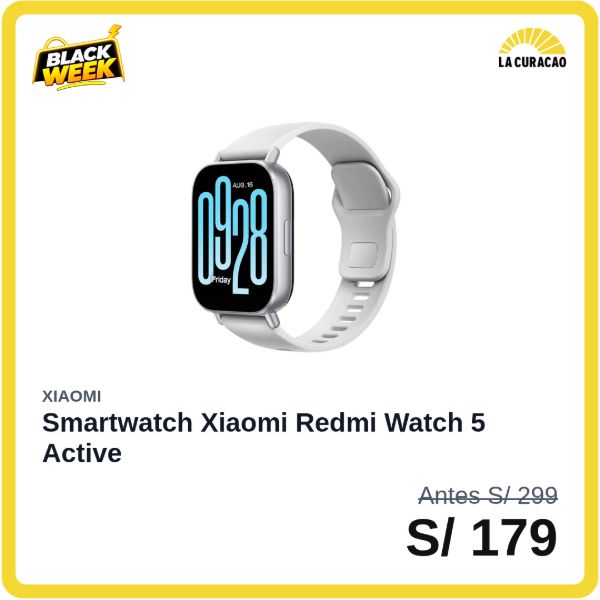 BLACK
WEEK
LA CURACAO
AUG. 16
0928
Friday
XIAOMI
Smartwatch Xiaomi Redmi Watch 5
Active
Antes S/ 299
S/ 179